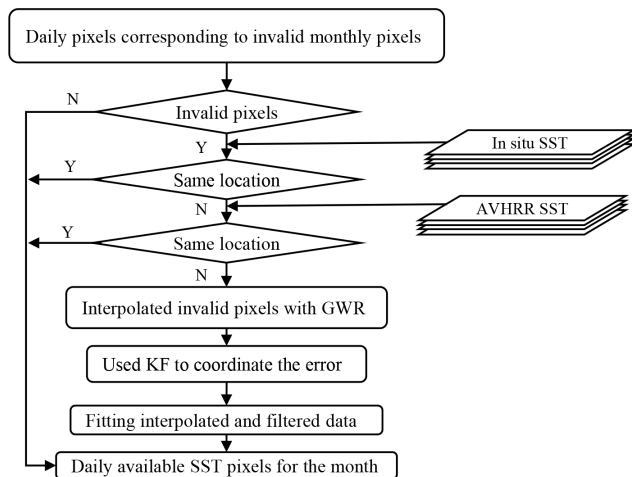 Daily pixels corresponding to invalid monthly pixels
N
Invalid pixels
Y
In situ SST
Y
Same location
N
AVHRR SST
Y
Same location
N
Interpolated invalid pixels with GWR
Used KF to coordinate the error
Fitting interpolated and filtered data
Daily available SST pixels for the month